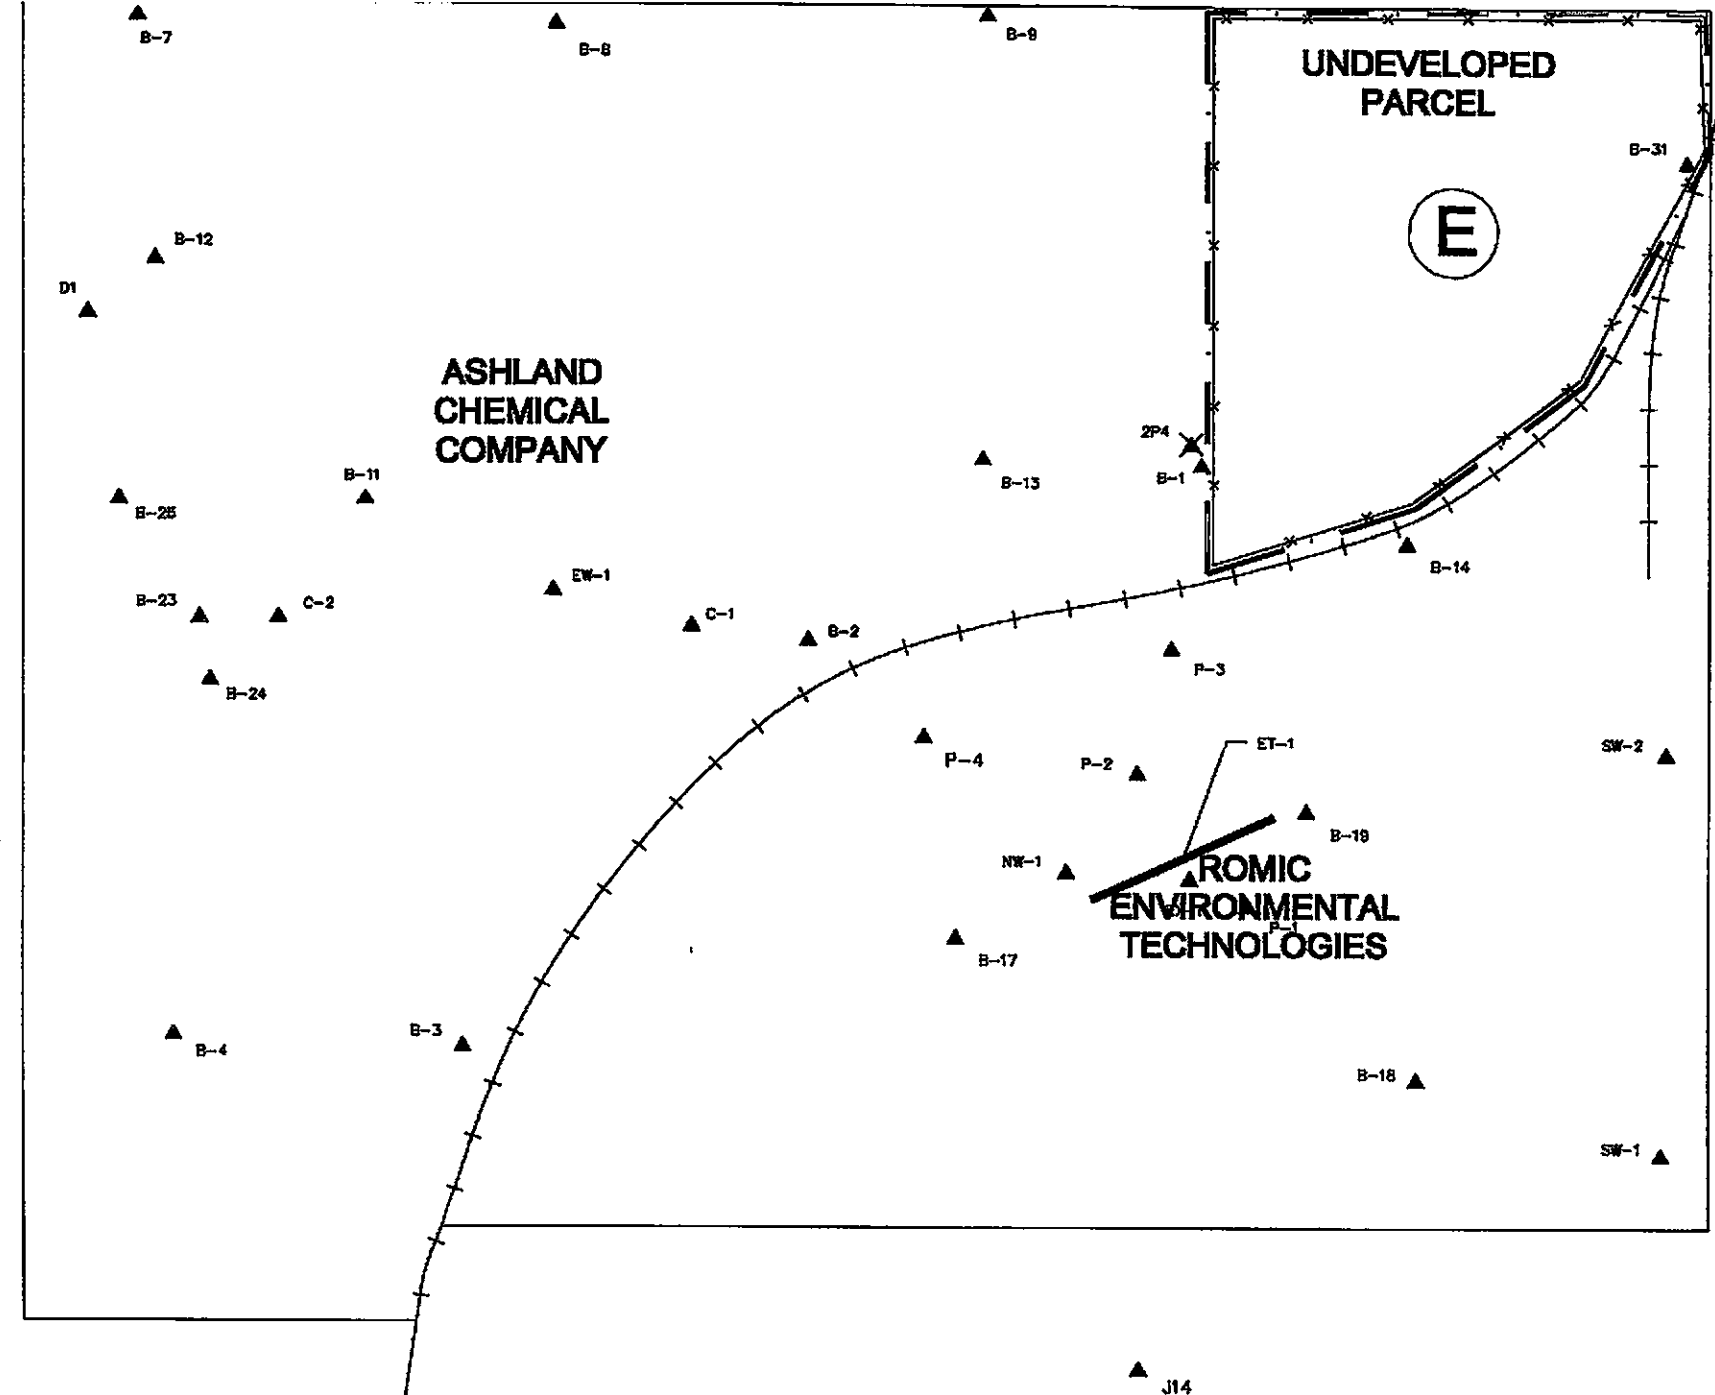 B-7
B-8
B-9
UNDEVELOPED
PARCEL
B-31
E
B-12
D1
ASHLAND
CHEMICAL
COMPANY
2P4
B-1
B-13
B-11
B-25
B-14
EW-1
B-23
C-2
C-1
B-2
P-3
B-24
ET-1
SW-2
P-4
P-2
B-19
NW-1
ROMIC
ENVIRONMENTAL
P-1
TECHNOLOGIES
B-17
B-3
B-4
B-18
SW-1
J14